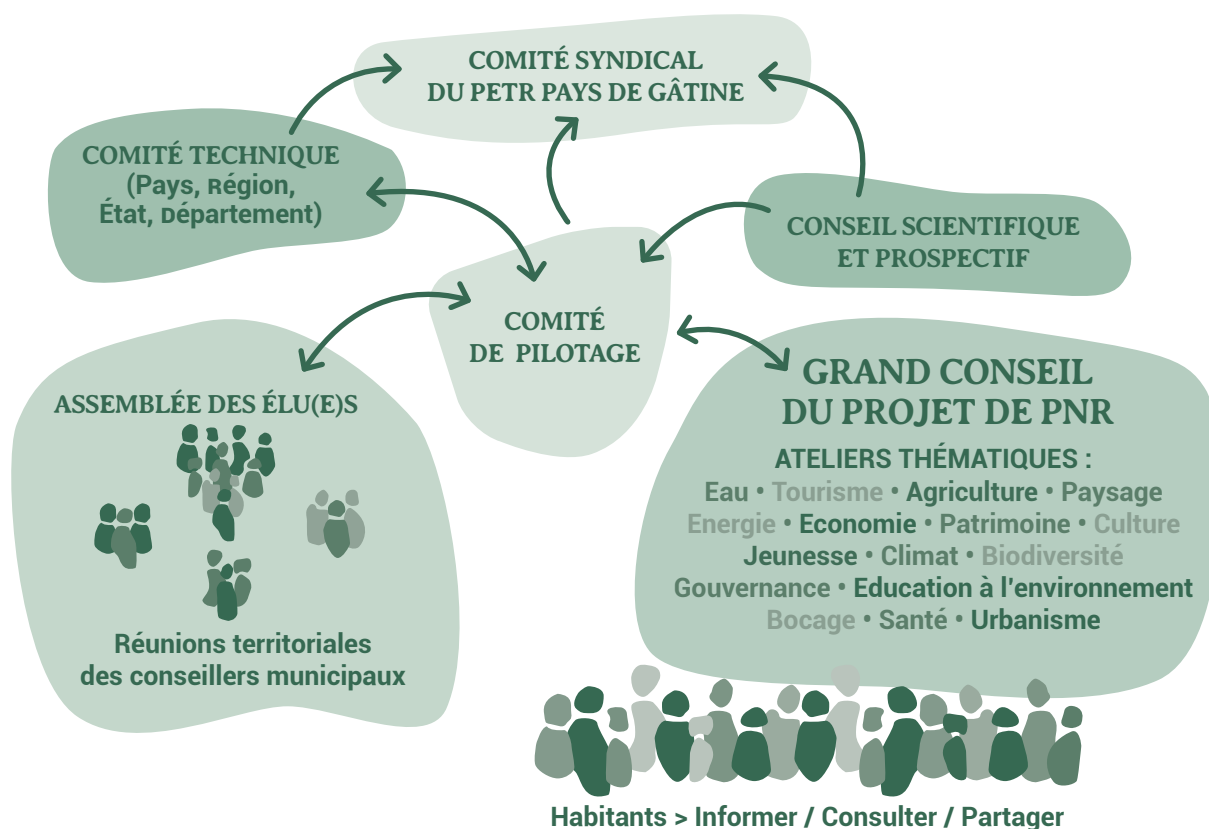 COMITÉ SYNDICAL
DU PETR PAYS DE GÂTINE
COMITÉ TECHNIQUE
(Pays, Région,
État, Département)
CONSEIL SCIENTIFIQUE
ET PROSPECTIF
COMITÉ
DE PILOTAGE
ASSEMBLÉE DES ÉLU(E)S
Réunions territoriales
des conseillers municipaux
GRAND CONSEIL
DU PROJET DE PNR
ATELIERS THÉMATIQUES :
Eau • Tourisme • Agriculture • Paysage
Energie • Economie • Patrimoine • Culture
Jeunesse • Climat • Biodiversité
Gouvernance • Education à l'environnement
Bocage • Santé • Urbanisme
Habitants > Informer / Consulter / Partager